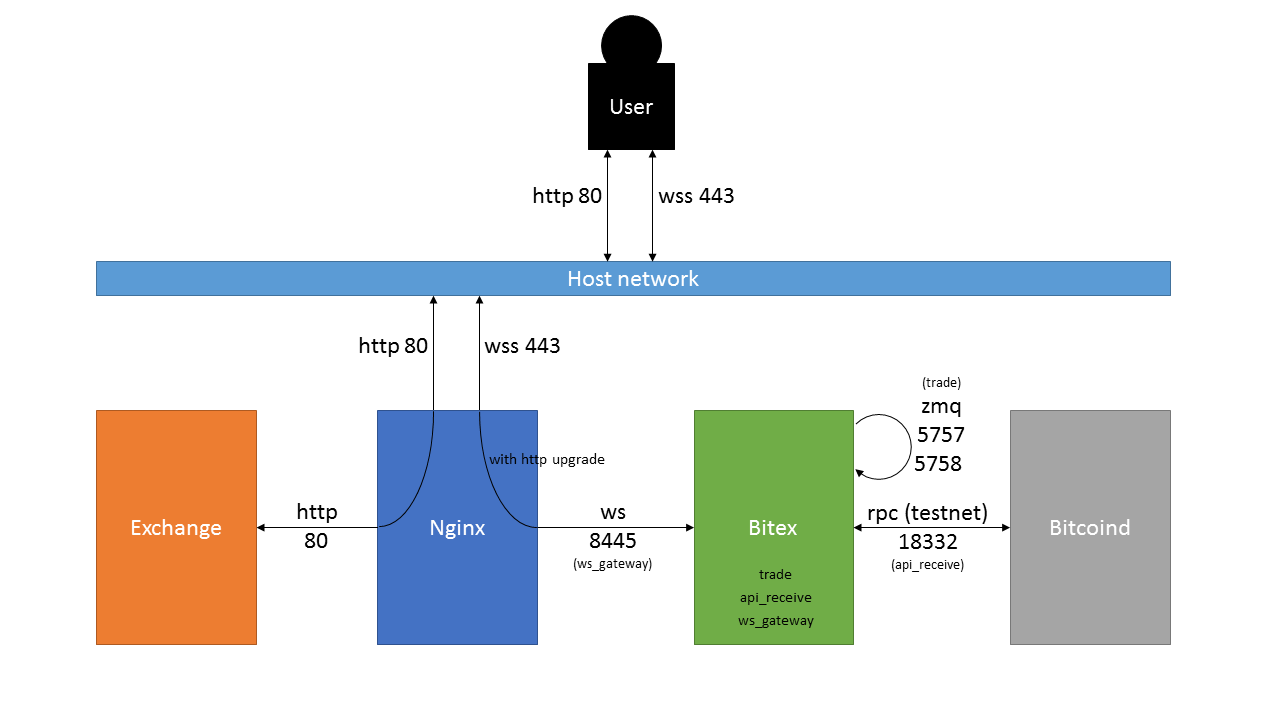 User
http 80
wss 443
Host network
http 80
wss 443
(trade)
zmq
5757
5758
with http upgrade
Exchange
http
80
Nginx
ws
8445
(ws_gateway)
Bitex
trade
api_receive
ws_gateway
rpc (testnet)
18332
(api_receive)
Bitcoind